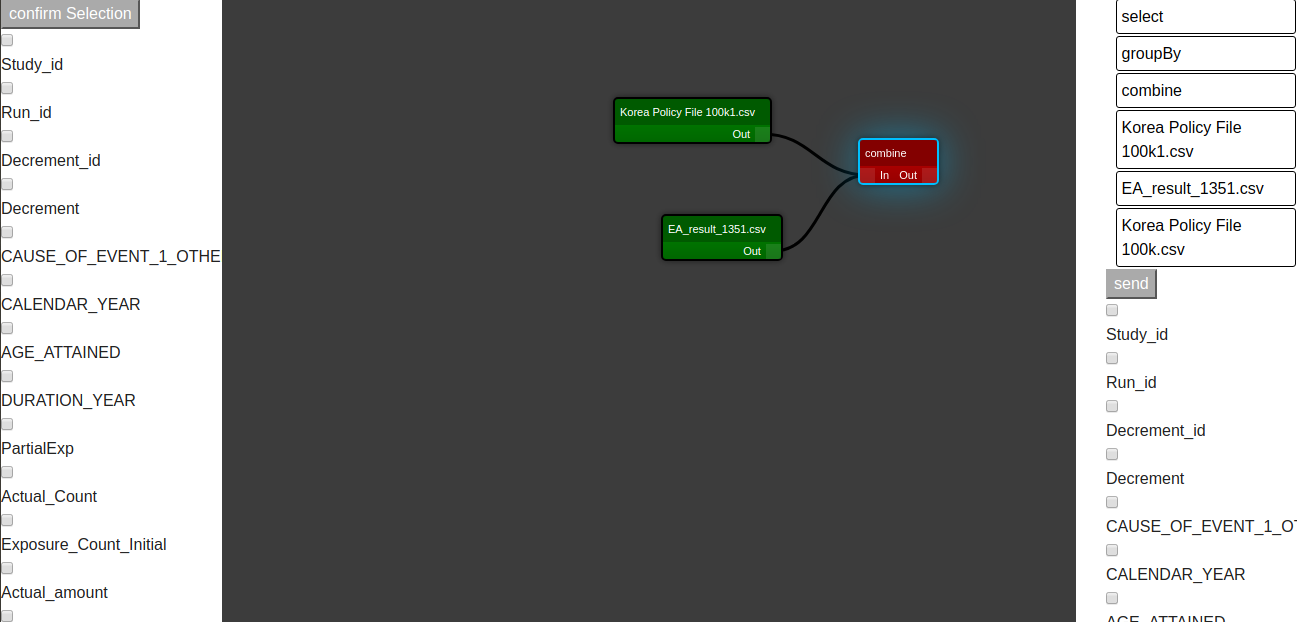 confirm Selection
Study_id
Run_id
Decrement_id
Decrement
CAUSE_OF_EVENT_1_OTHE
CALENDAR_YEAR
AGE_ATTAINED
DURATION_YEAR
PartialExp
Actual_Count
Exposure_Count_Initial
Actual_amount
Korea Policy File 100k1.csv
Out
combine
In Out
EA_result_1351.csv
Out
select
groupBy
combine
Korea Policy File
100k1.csv
EA_result_1351.csv
Korea Policy File
100k.csv
send
Study_id
Run_id
Decrement_id
Decrement
CAUSE_OF_EVENT_1_OT
CALENDAR_YEAR
AGE_ATTAINED